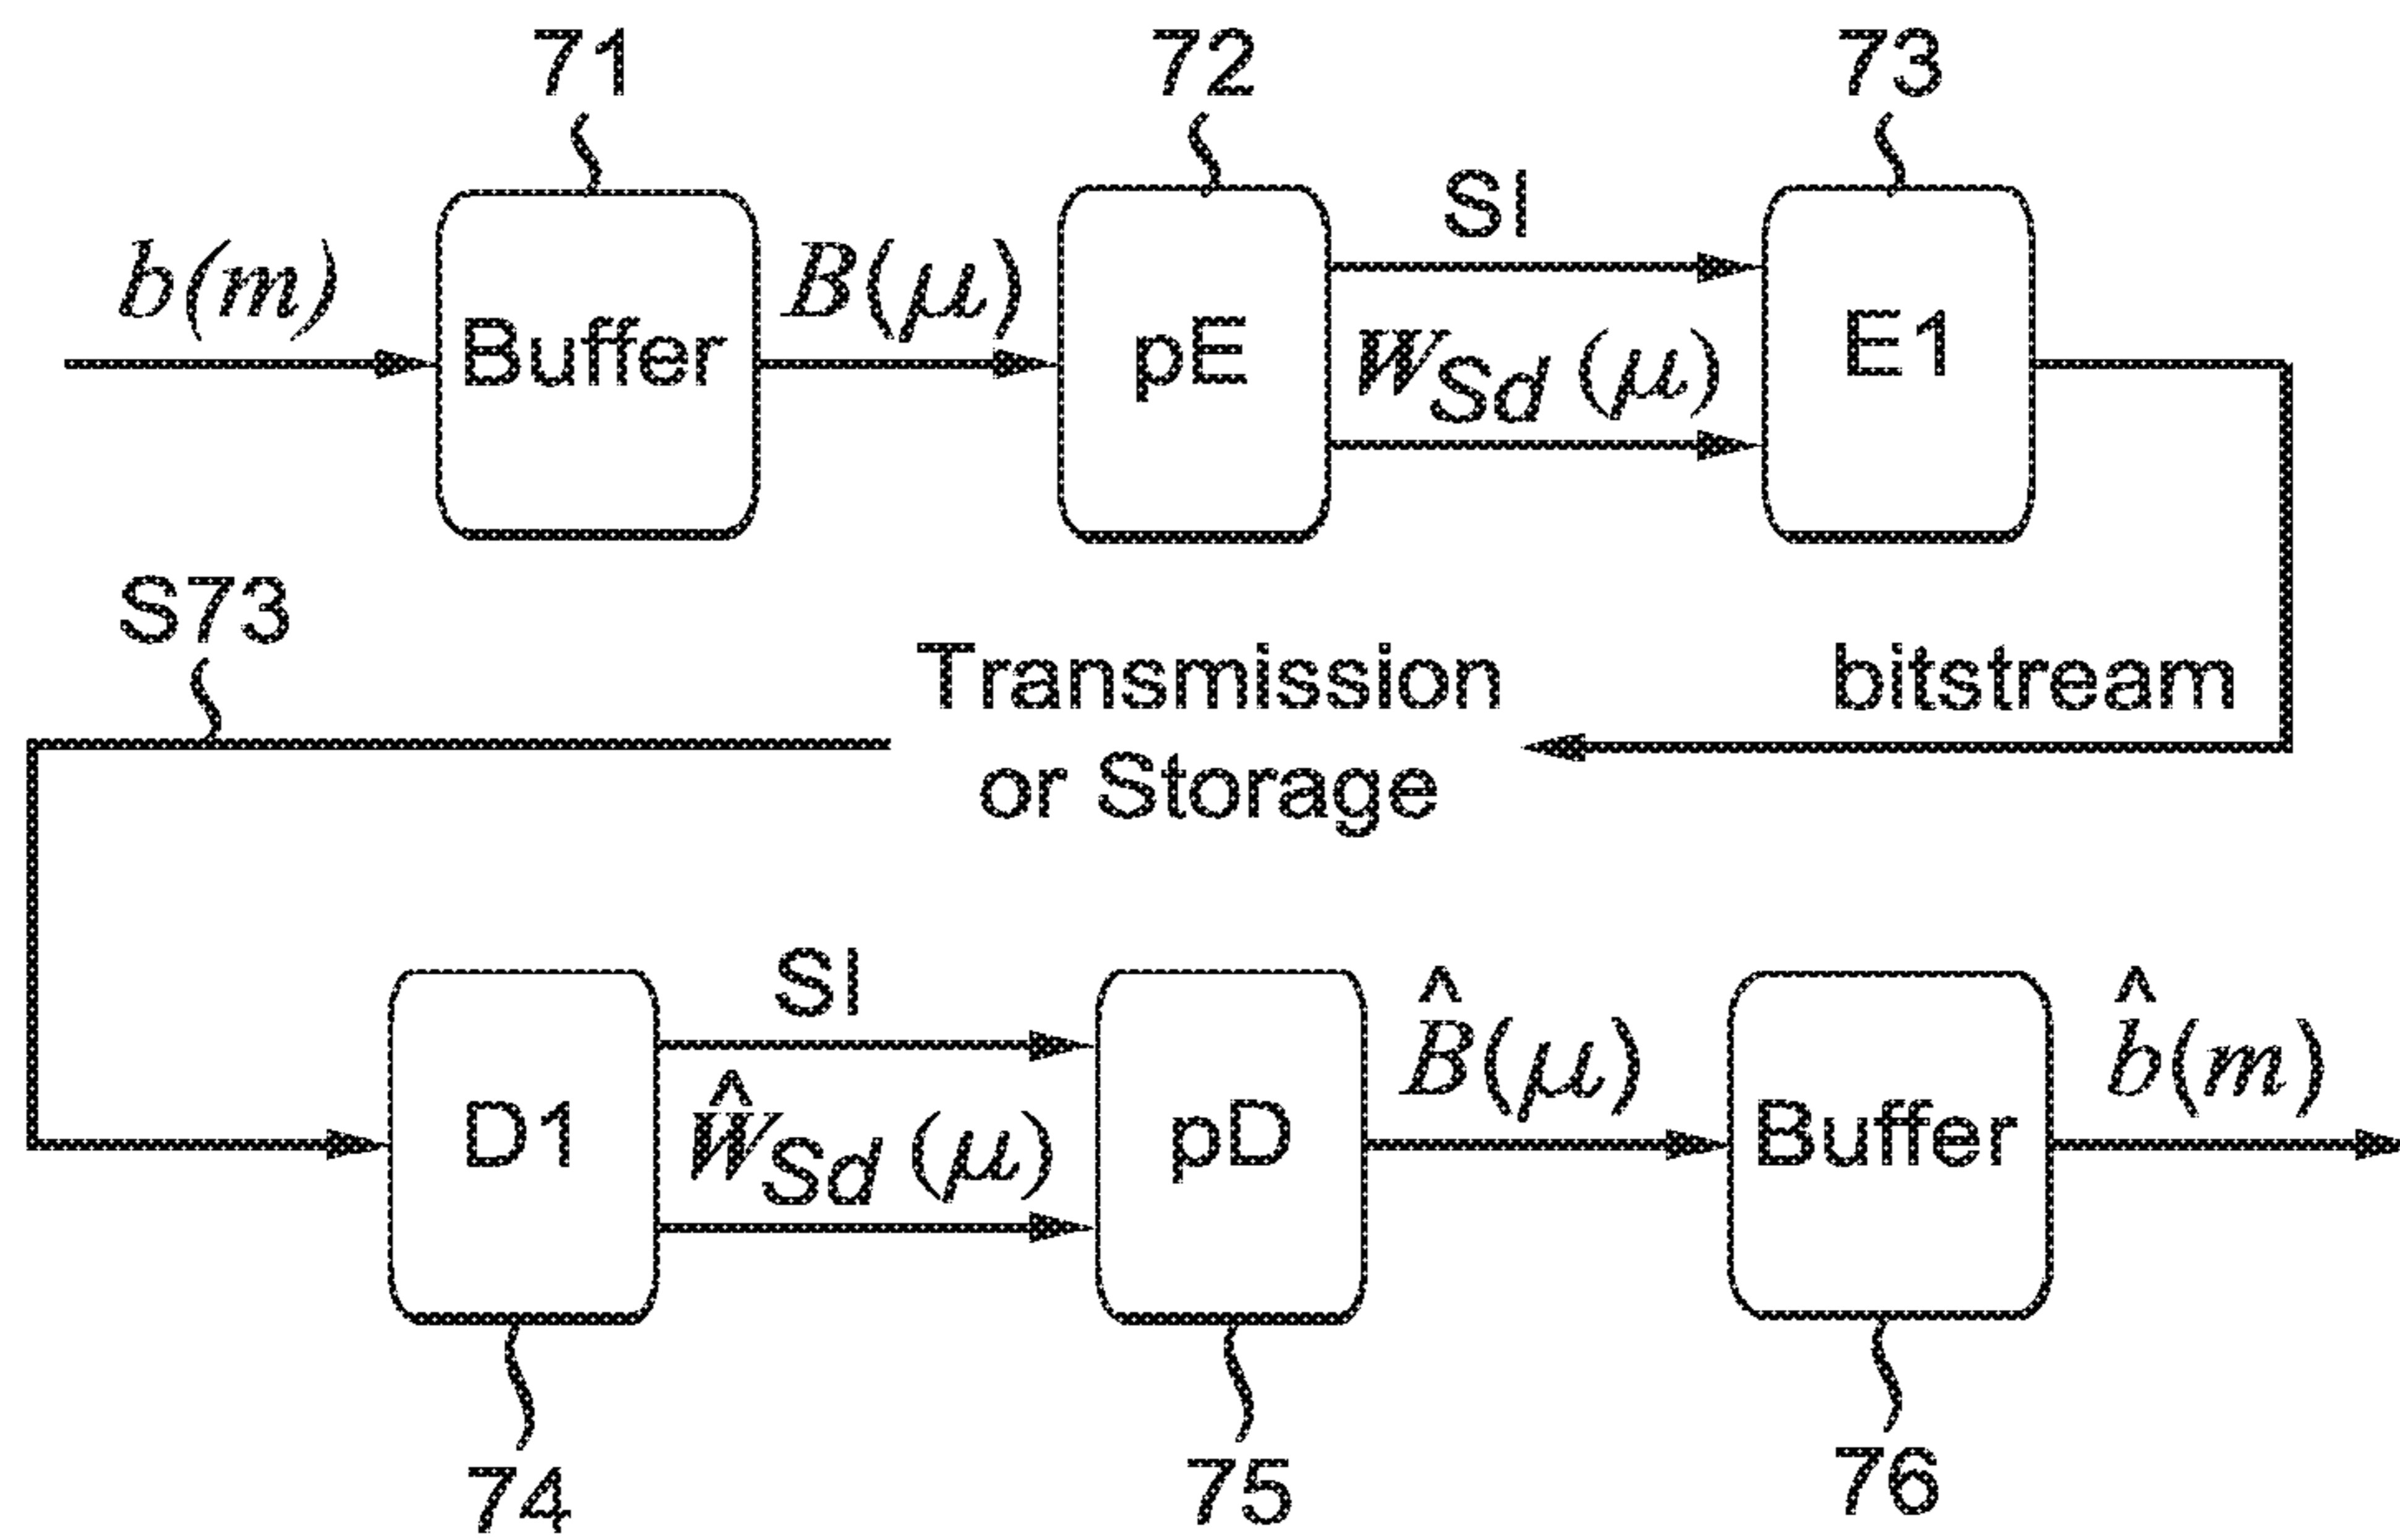 71 72 73
b(m) Buffer B(μ) pE SI W_Sd (μ) E1
S73
Transmission
or Storage
bitstream
D1 SI Ŵ_Sd (μ) pD B̂(μ) Buffer b̂(m)
74 75 76